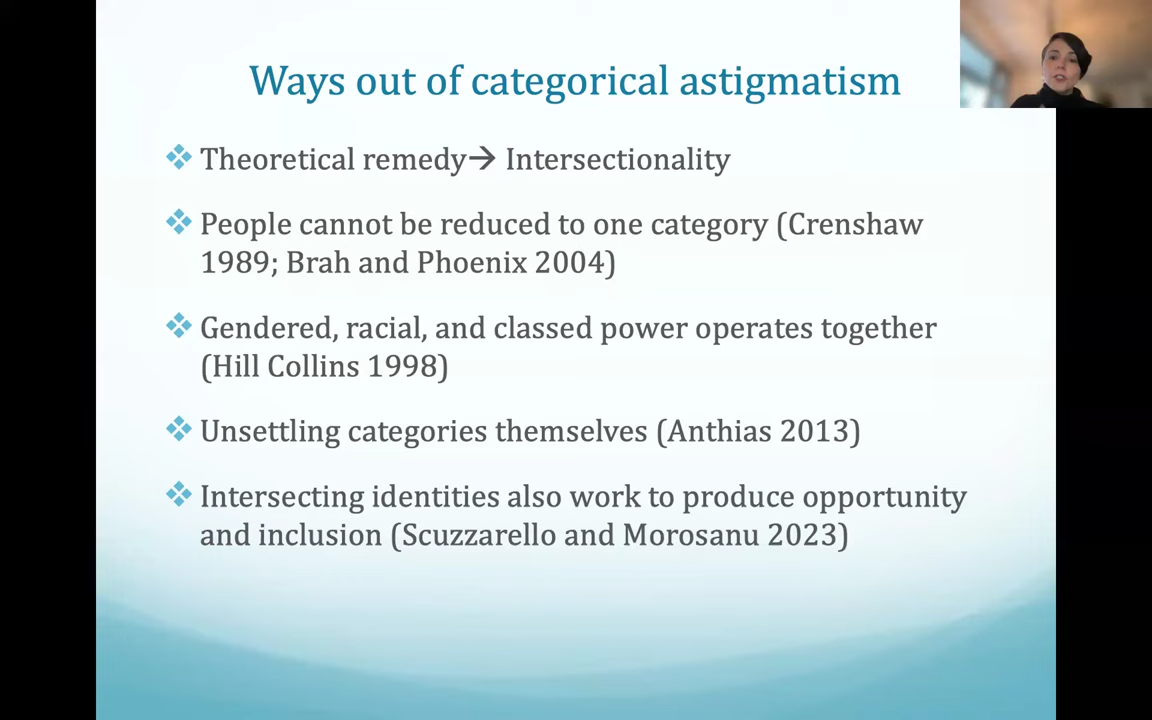 Ways out of categorical astigmatism
Theoretical remedy→ Intersectionality
People cannot be reduced to one category (Crenshaw
1989; Brah and Phoenix 2004)
Gendered, racial, and classed power operates together
(Hill Collins 1998)
Unsettling categories themselves (Anthias 2013)
Intersecting identities also work to produce opportunity
and inclusion (Scuzzarello and Morosanu 2023)